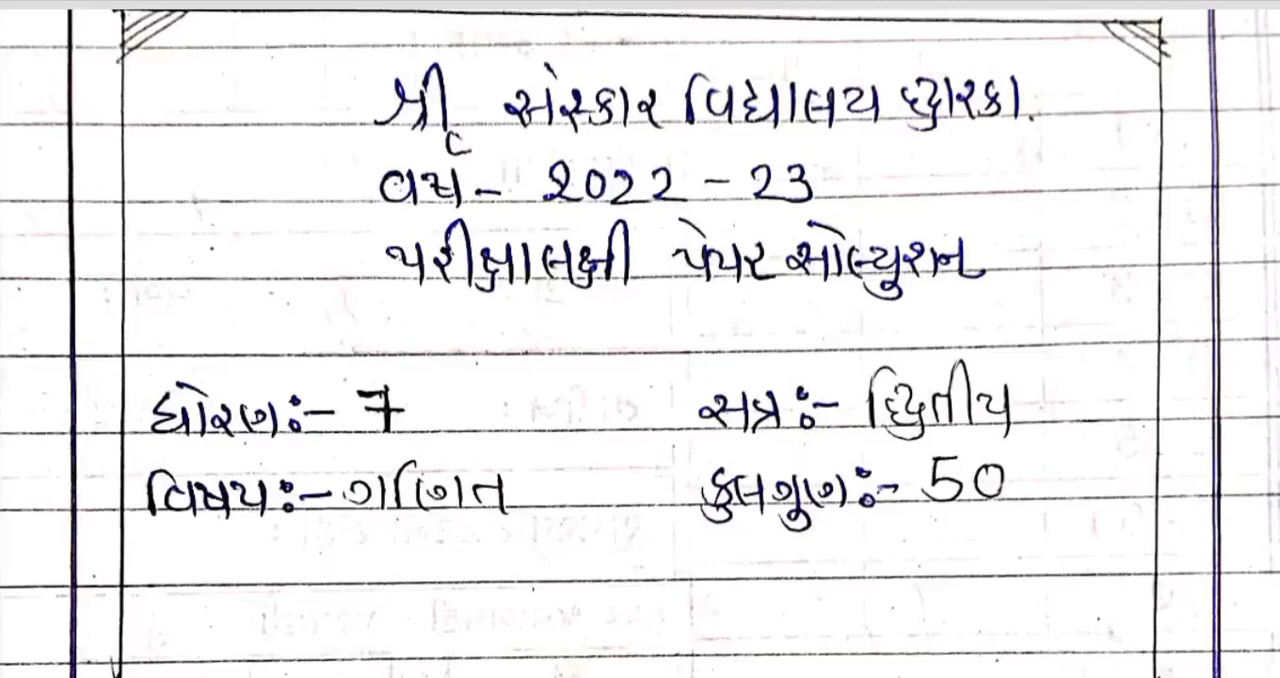 શ્રી સંસ્કાર વિદ્યાલય દ્વારકા.
વર્ષ - 2022 - 23
પરીક્ષાલક્ષી પેપર સોલ્યુશન
ધોરણ :- 7 સત્ર :- દ્વિતીય
વિષય :- ગણિત કુલગુણ :- 50